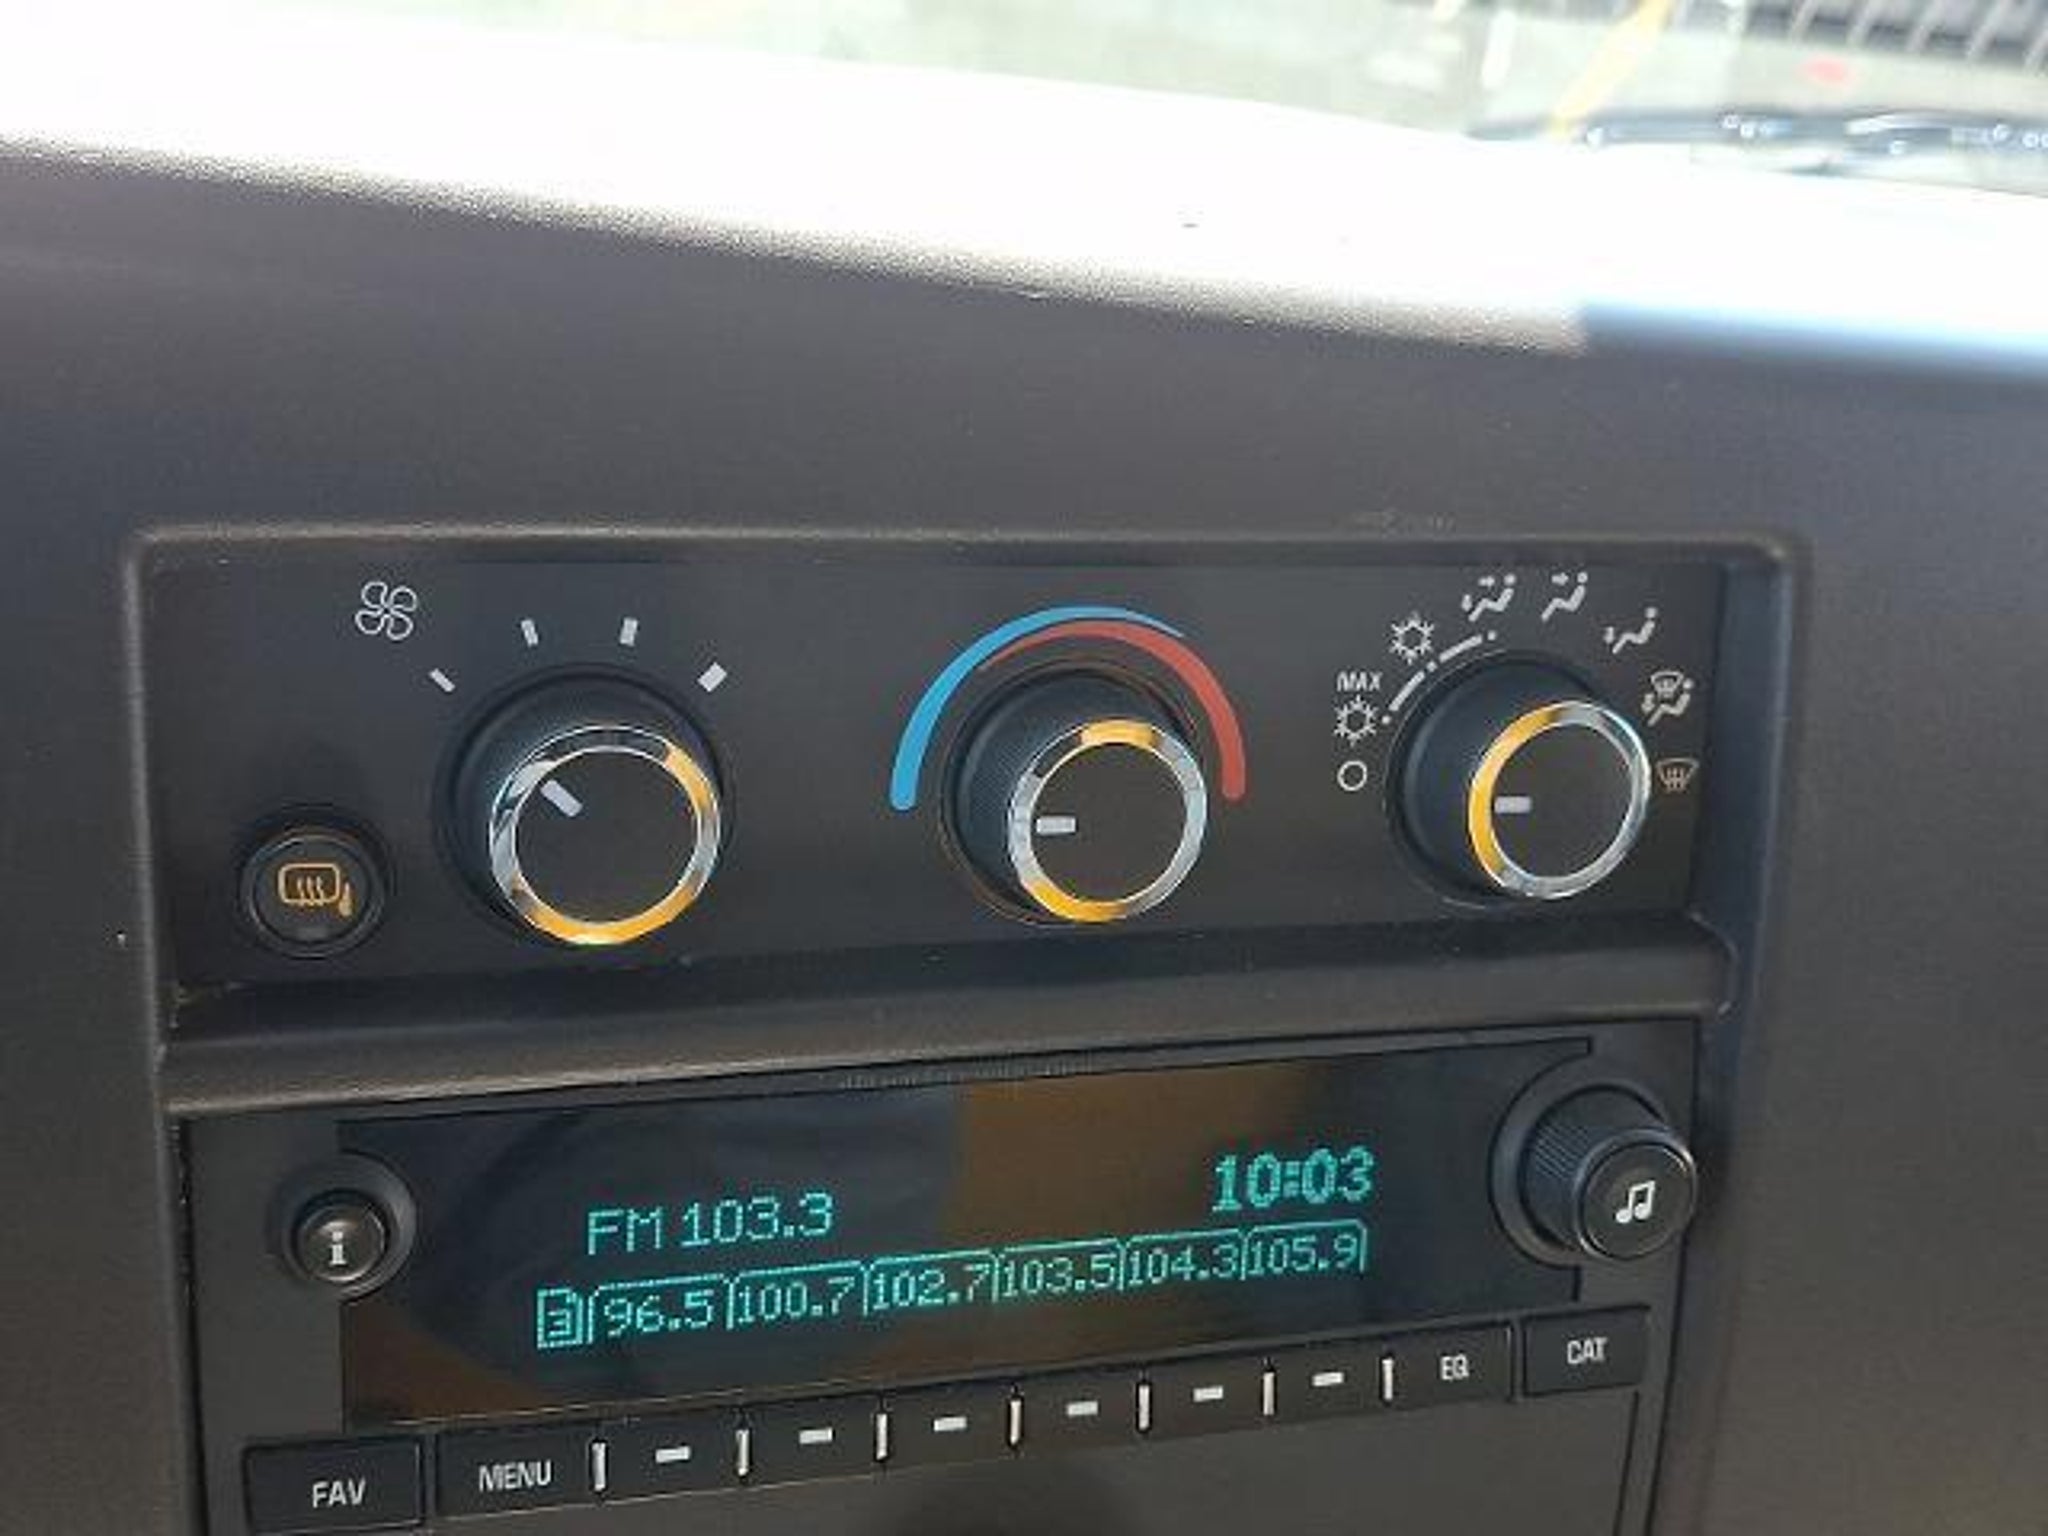 MAX
10:03
FM 103.3
3 96.5 100.7 102.7 103.5 104.3 105.9
i
FAV MENU EQ CAT